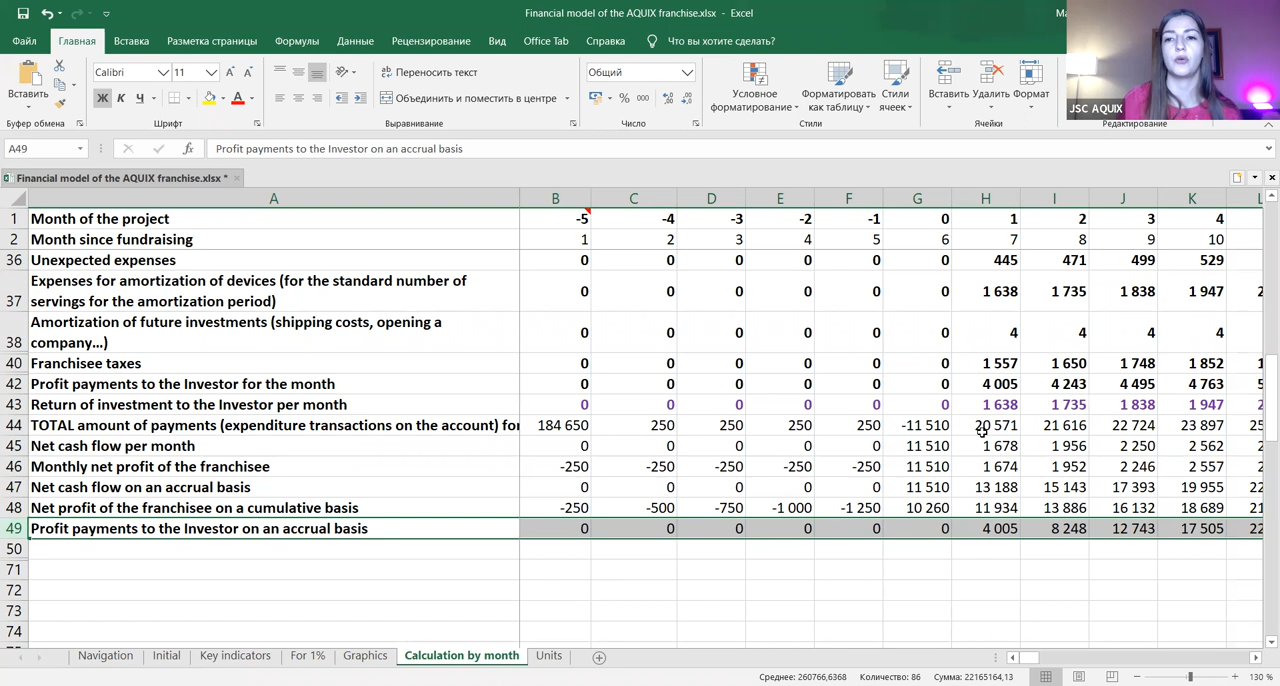 Financial model of the AQUIX franchise.xlsx - Excel
Файл Главная Вставка Разметка страницы Формулы Данные Рецензирование Вид Office Tab Справка Что вы хотите сделать?
Вставить
Calibri 11
Ж К Ч
Переносить текст
Объединить и поместить в центре
Общий
% 000
Условное форматирование
Форматировать как таблицу
Стили ячеек
Вставить Удалить Формат
JSC AQUIX
Буфер обмена Шрифт Выравнивание Число Стили Ячейки Редактирование
A49 fx Profit payments to the Investor on an accrual basis
Financial model of the AQUIX franchise.xlsx *
A B C D E F G H I J K L
1 Month of the project -5 -4 -3 -2 -1 0 1 2 3 4
2 Month since fundraising 1 2 3 4 5 6 7 8 9 10
36 Unexpected expenses 0 0 0 0 0 0 445 471 499 529
Expenses for amortization of devices (for the standard number of
37 servings for the amortization period) 0 0 0 0 0 0 1 638 1 735 1 838 1 947 2
Amortization of future investments (shipping costs, opening a
38 company...) 0 0 0 0 0 0 4 4 4 4
40 Franchisee taxes 0 0 0 0 0 0 1 557 1 650 1 748 1 852 1
42 Profit payments to the Investor for the month 0 0 0 0 0 0 4 005 4 243 4 495 4 763 5
43 Return of investment to the Investor per month 0 0 0 0 0 0 1 638 1 735 1 838 1 947 2
44 TOTAL amount of payments (expenditure transactions on the account) for 184 650 250 250 250 250 -11 510 20 571 21 616 22 724 23 897 25
45 Net cash flow per month 0 0 0 0 0 11 510 1 678 1 956 2 250 2 562 2
46 Monthly net profit of the franchisee -250 -250 -250 -250 -250 11 510 1 674 1 952 2 246 2 557 2
47 Net cash flow on an accrual basis 0 0 0 0 0 11 510 13 188 15 143 17 393 19 955 22
48 Net profit of the franchisee on a cumulative basis -250 -500 -750 -1 000 -1 250 10 260 11 934 13 886 16 132 18 689 21
49 Profit payments to the Investor on an accrual basis 0 0 0 0 0 0 4 005 8 248 12 743 17 505 22
50
71
72
73
74
Navigation Initial Key indicators For 1% Graphics Calculation by month Units
Среднее: 260766,6368 Количество: 86 Сумма: 22165164,13 130 %